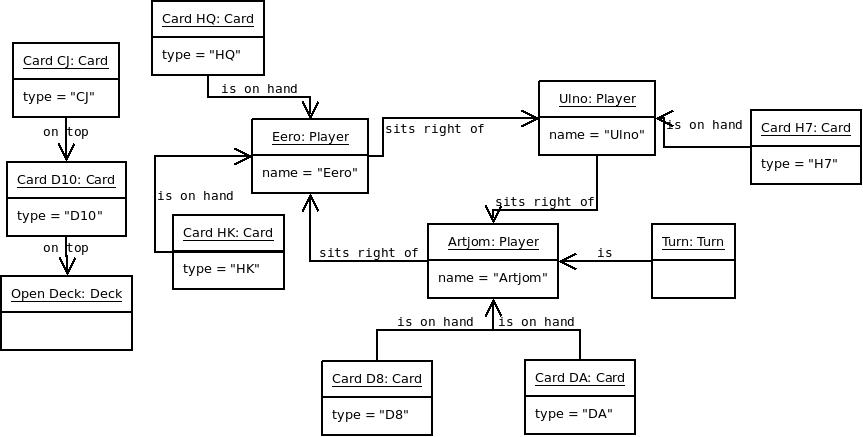 Card HQ: Card
type = "HQ"
Card CJ: Card
type = "CJ"
is on hand
on top
Ulno: Player
name = "Ulno"
Eero: Player
name = "Eero"
sits right of
is on hand
Card H7: Card
type = "H7"
Card D10: Card
type = "D10"
is on hand
sits right of
Card HK: Card
type = "HK"
on top
sits right of
Artjom: Player
name = "Artjom"
is
Turn: Turn
Open Deck: Deck
is on hand
is on hand
Card D8: Card
type = "D8"
Card DA: Card
type = "DA"